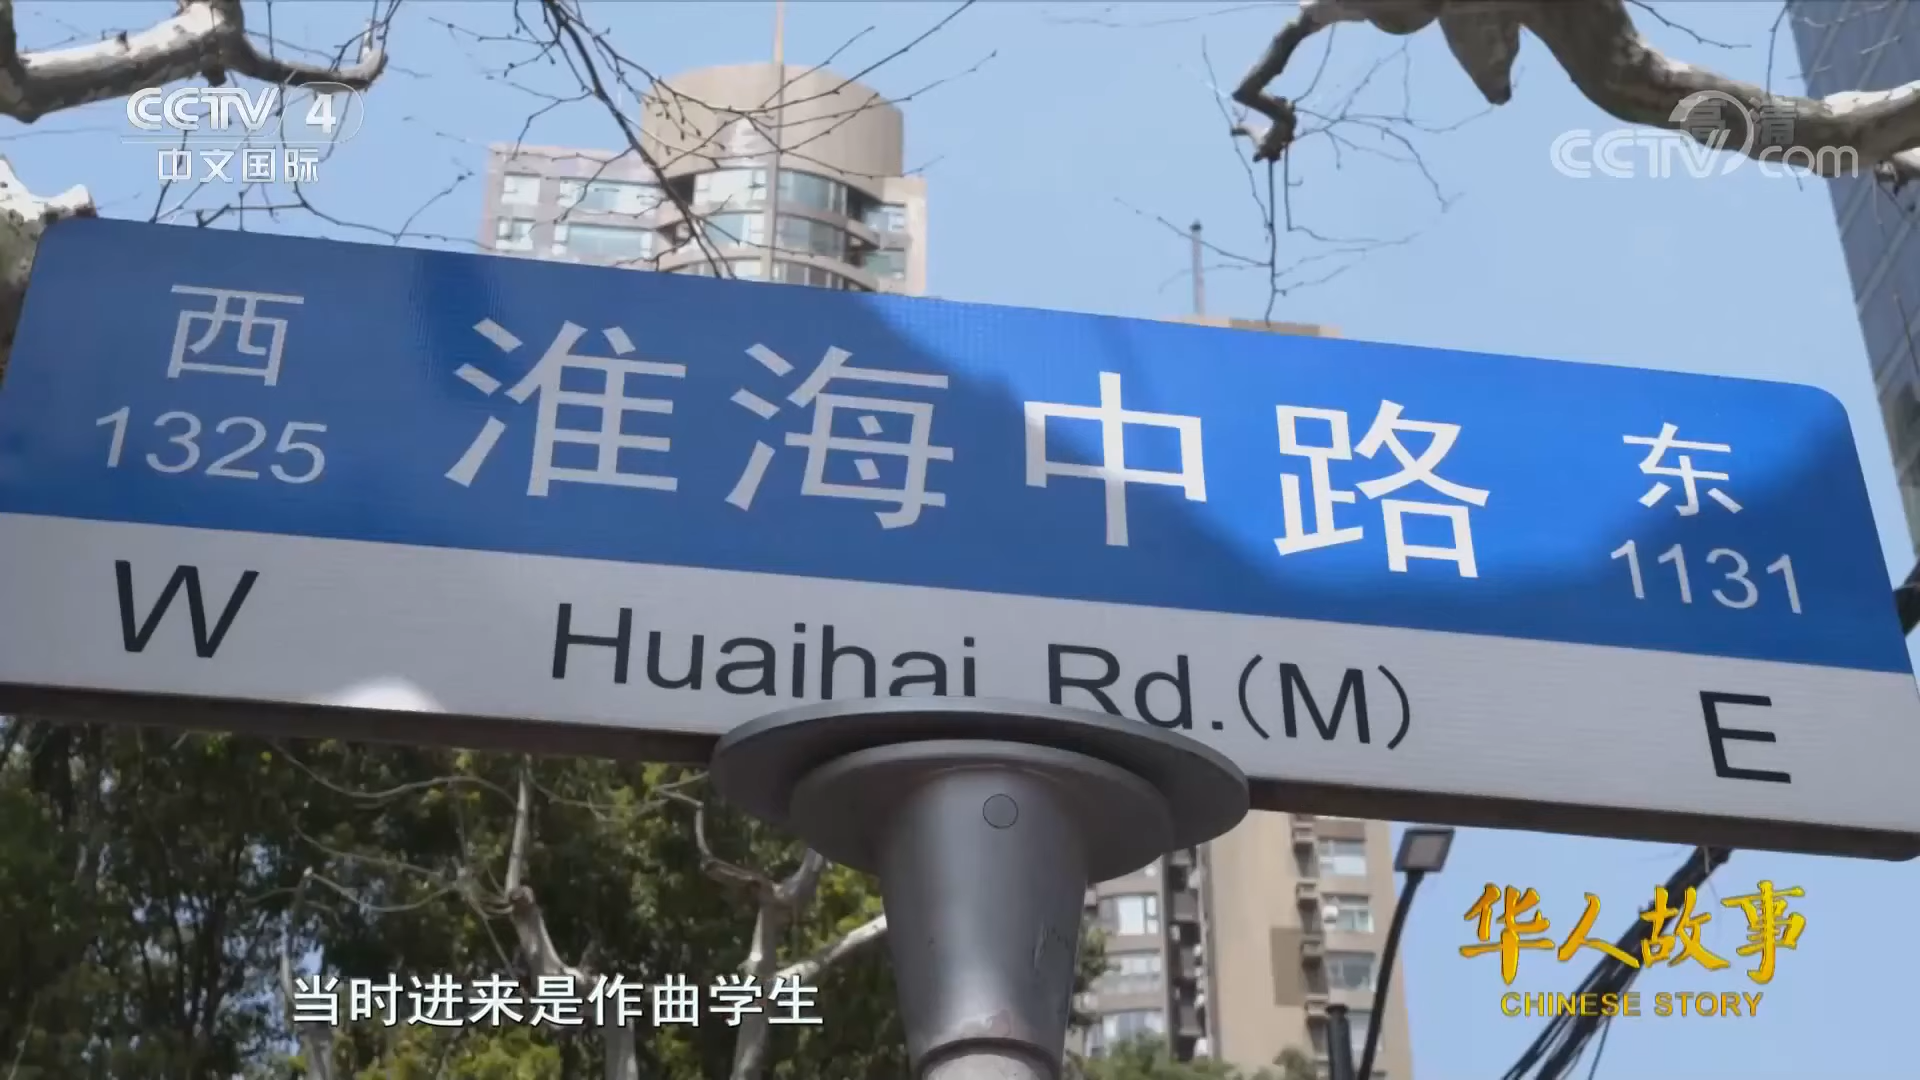 CCTV 4
中文国际
高清
CCTV.com
西 淮海中路 东
1325 1131
W Huaihai Rd.(M) E
华人故事
CHINESE STORY
当时进来是作曲学生